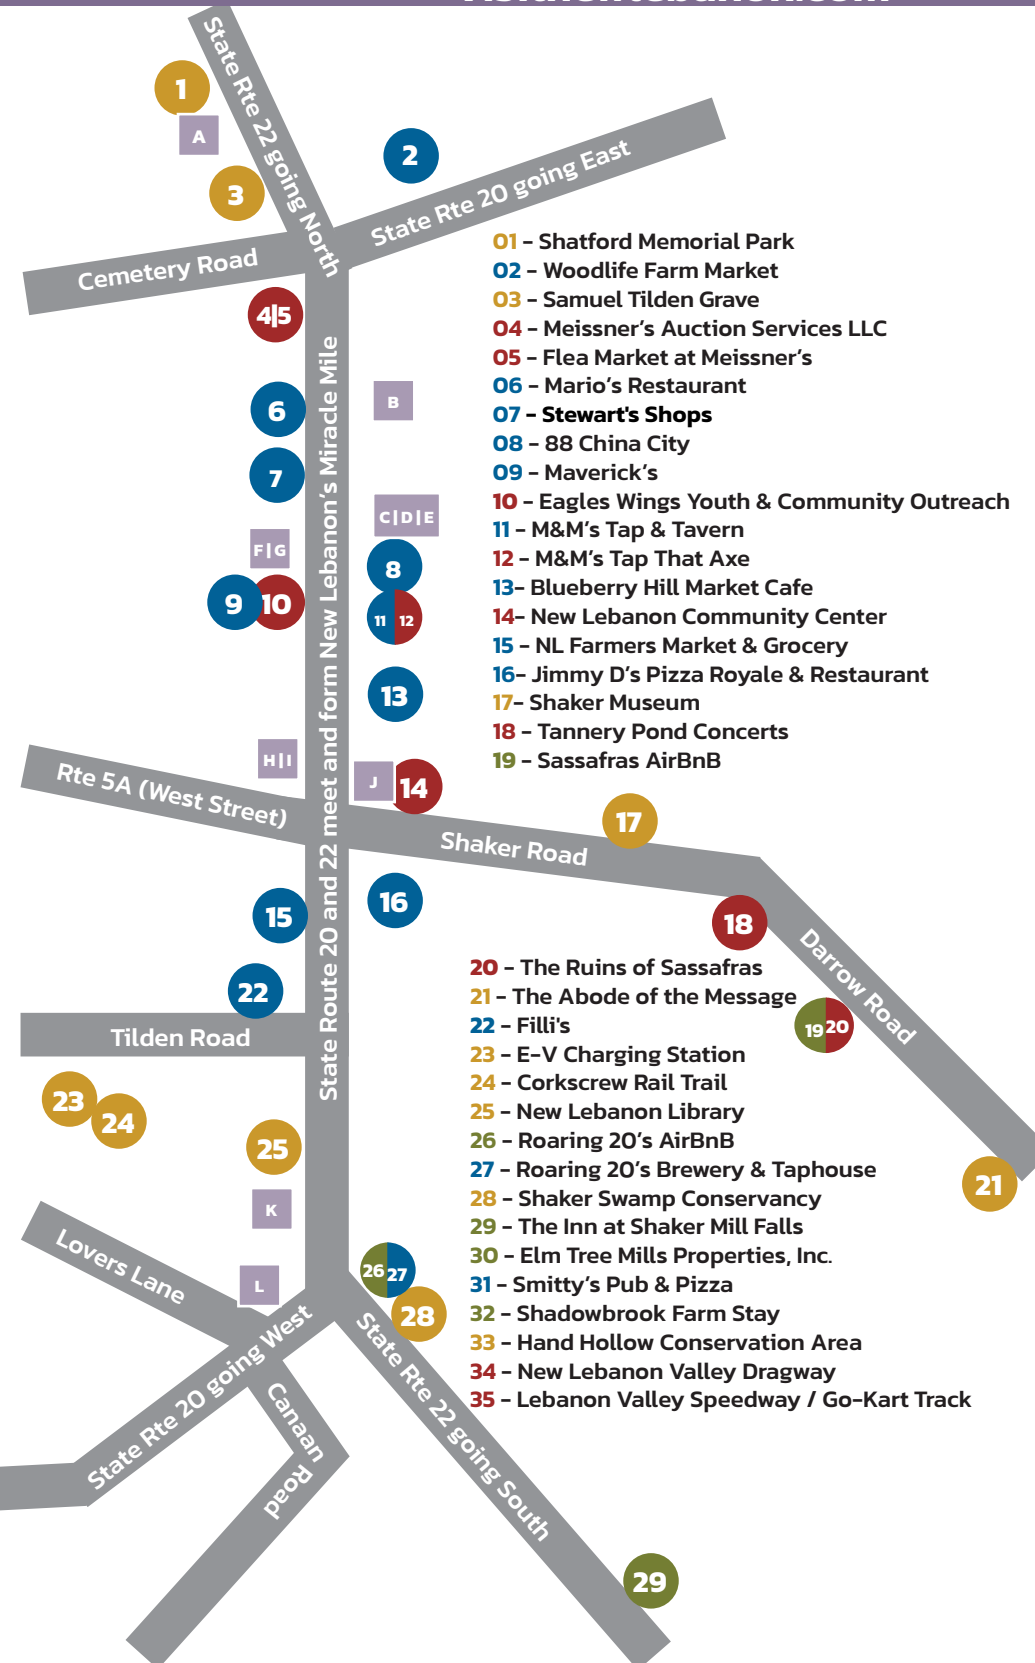 State Rte 22 going North
1
A
2
3
State Rte 20 going East
Cemetery Road
01 - Shatford Memorial Park
02 - Woodlife Farm Market
03 - Samuel Tilden Grave
04 - Meissner's Auction Services LLC
05 - Flea Market at Meissner's
06 - Mario's Restaurant
07 - Stewart's Shops
08 - 88 China City
09 - Maverick's
10 - Eagles Wings Youth & Community Outreach
11 - M&M's Tap & Tavern
12 - M&M's Tap That Axe
13- Blueberry Hill Market Cafe
14- New Lebanon Community Center
15 - NL Farmers Market & Grocery
16- Jimmy D's Pizza Royale & Restaurant
17- Shaker Museum
18 - Tannery Pond Concerts
19 - Sassafras AirBnB
4|5
State Route 20 and 22 meet and form New Lebanon's Miracle Mile
6
B
7
C|D|E
F|G
8
9
10
11
12
13
H|I
J
14
Rte 5A (West Street)
Shaker Road
17
15
16
18
Darrow Road
22
19
20
Tilden Road
20 - The Ruins of Sassafras
21 - The Abode of the Message
22 - Filli's
23 - E-V Charging Station
24 - Corkscrew Rail Trail
25 - New Lebanon Library
26 - Roaring 20's AirBnB
27 - Roaring 20's Brewery & Taphouse
28 - Shaker Swamp Conservancy
29 - The Inn at Shaker Mill Falls
30 - Elm Tree Mills Properties, Inc.
31 - Smitty's Pub & Pizza
32 - Shadowbrook Farm Stay
33 - Hand Hollow Conservation Area
34 - New Lebanon Valley Dragway
35 - Lebanon Valley Speedway / Go-Kart Track
23
24
25
21
K
Lovers Lane
L
26
27
28
State Rte 20 going West
Canaan
Road
State Rte 22 going South
29